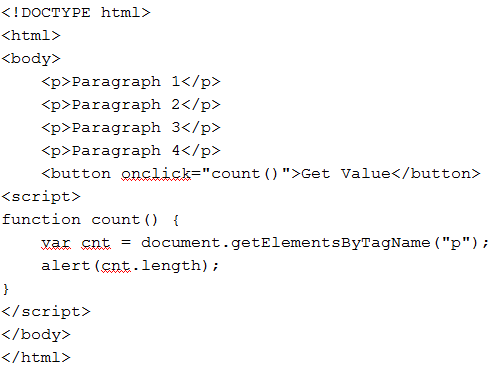 <!DOCTYPE html>
<html>
<body>
    <p>Paragraph 1</p>
    <p>Paragraph 2</p>
    <p>Paragraph 3</p>
    <p>Paragraph 4</p>
    <button onclick="count()">Get Value</button>
<script>
function count() {
    var cnt = document.getElementsByTagName("p");
    alert(cnt.length);
}
</script>
</body>
</html>